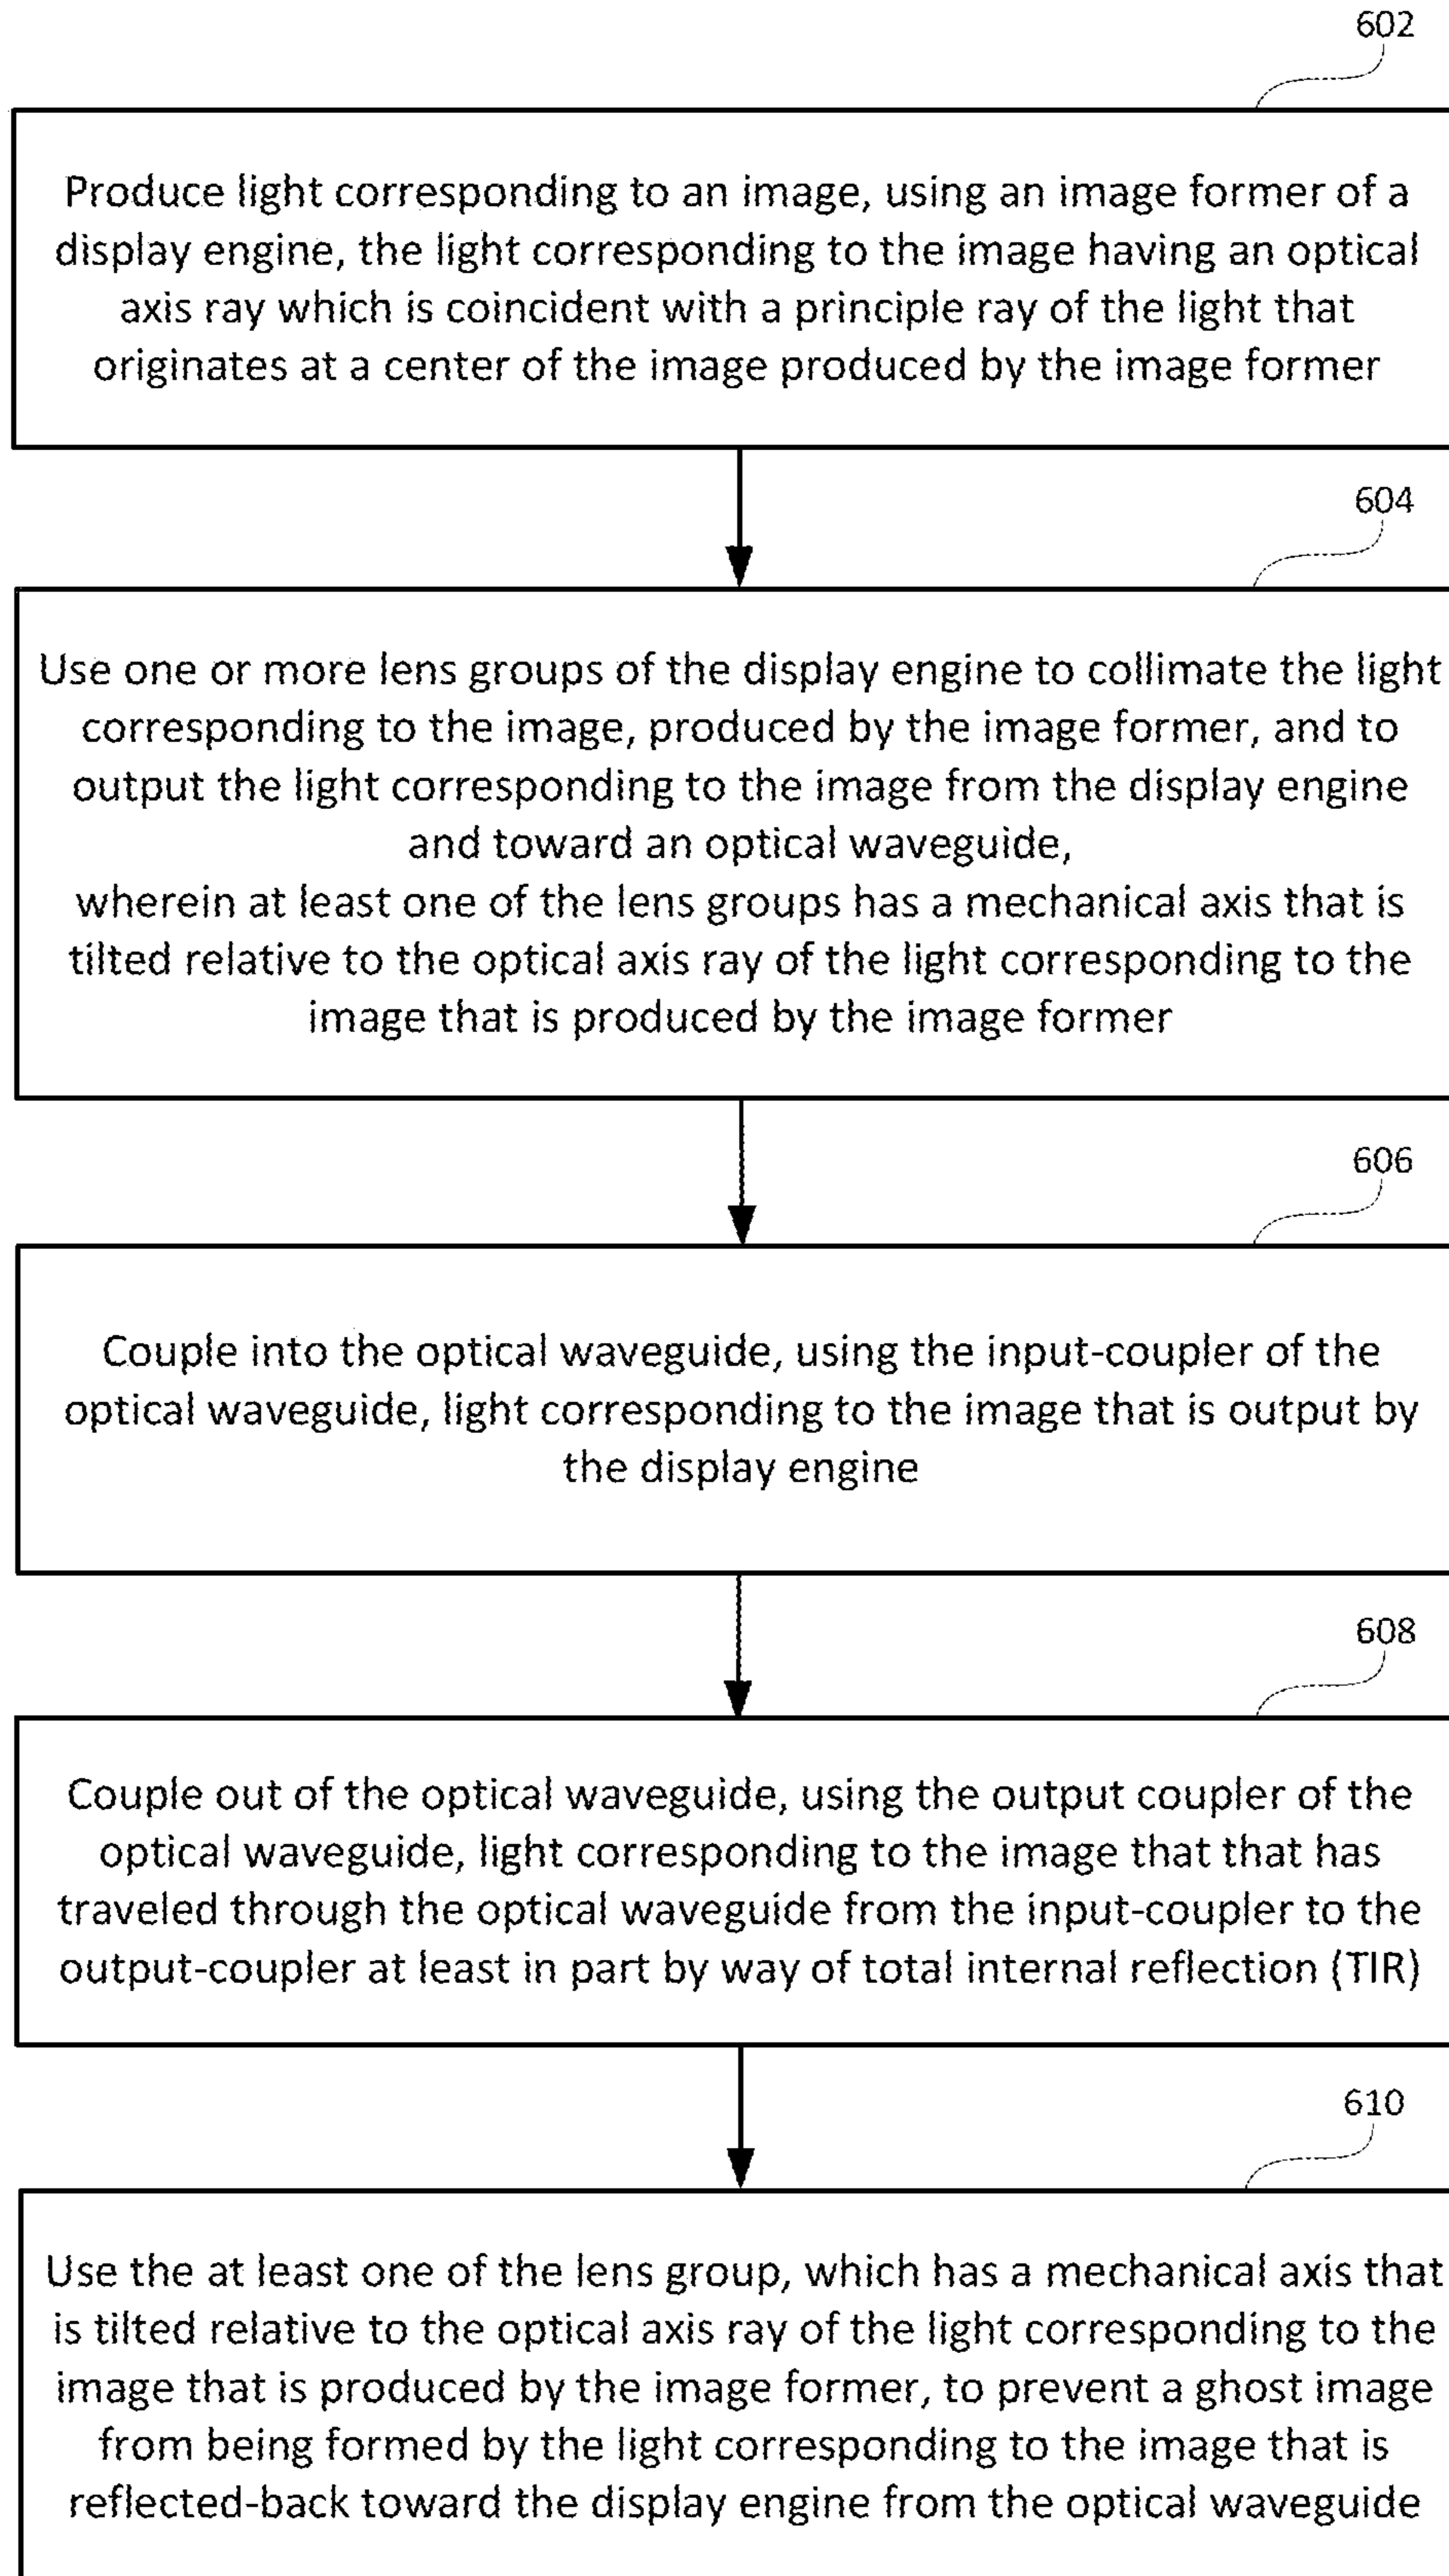 602
Produce light corresponding to an image, using an image former of a
display engine, the light corresponding to the image having an optical
axis ray which is coincident with a principle ray of the light that
originates at a center of the image produced by the image former
604
Use one or more lens groups of the display engine to collimate the light
corresponding to the image, produced by the image former, and to
output the light corresponding to the image from the display engine
and toward an optical waveguide,
wherein at least one of the lens groups has a mechanical axis that is
tilted relative to the optical axis ray of the light corresponding to the
image that is produced by the image former
606
Couple into the optical waveguide, using the input-coupler of the
optical waveguide, light corresponding to the image that is output by
the display engine
608
Couple out of the optical waveguide, using the output coupler of the
optical waveguide, light corresponding to the image that that has
traveled through the optical waveguide from the input-coupler to the
output-coupler at least in part by way of total internal reflection (TIR)
610
Use the at least one of the lens group, which has a mechanical axis that
is tilted relative to the optical axis ray of the light corresponding to the
image that is produced by the image former, to prevent a ghost image
from being formed by the light corresponding to the image that is
reflected-back toward the display engine from the optical waveguide